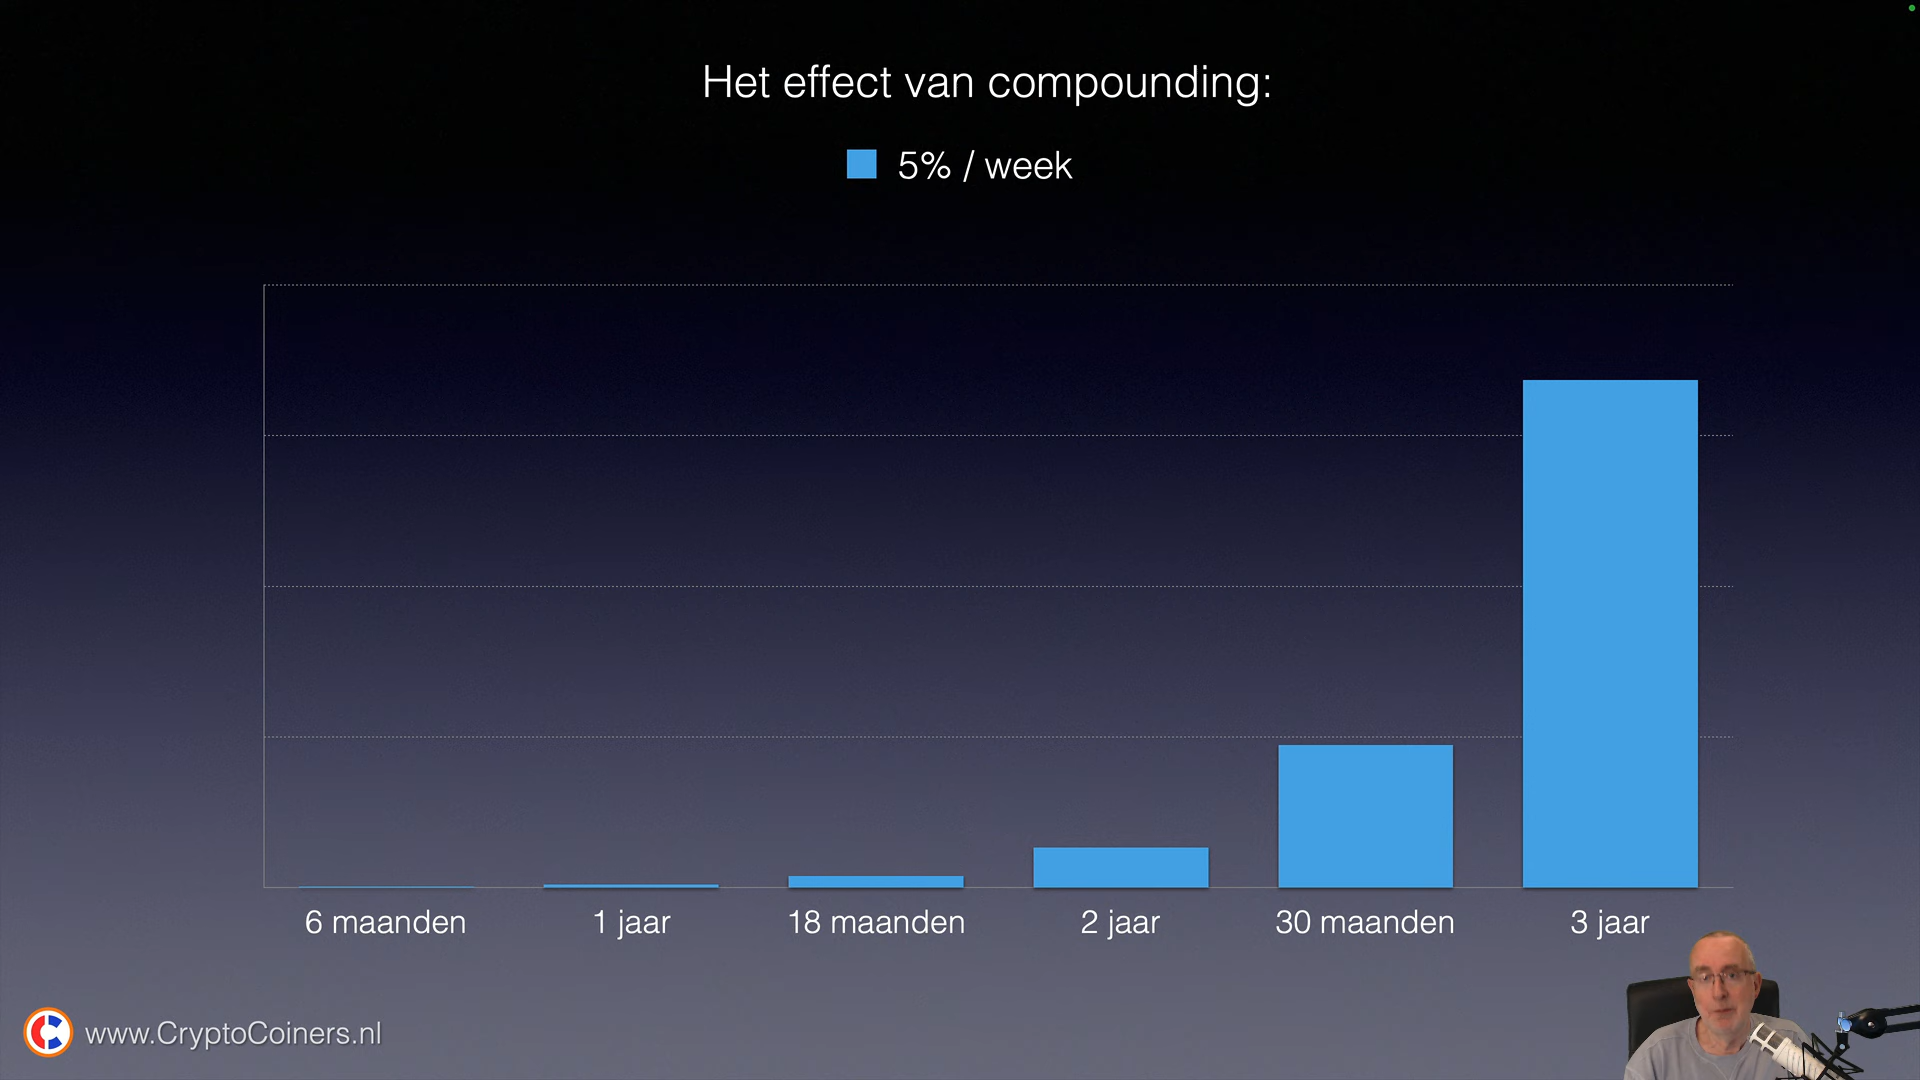 Het effect van compounding:
5% / week
6 maanden
1 jaar
18 maanden
2 jaar
30 maanden
3 jaar
www.CryptoCoiners.nl